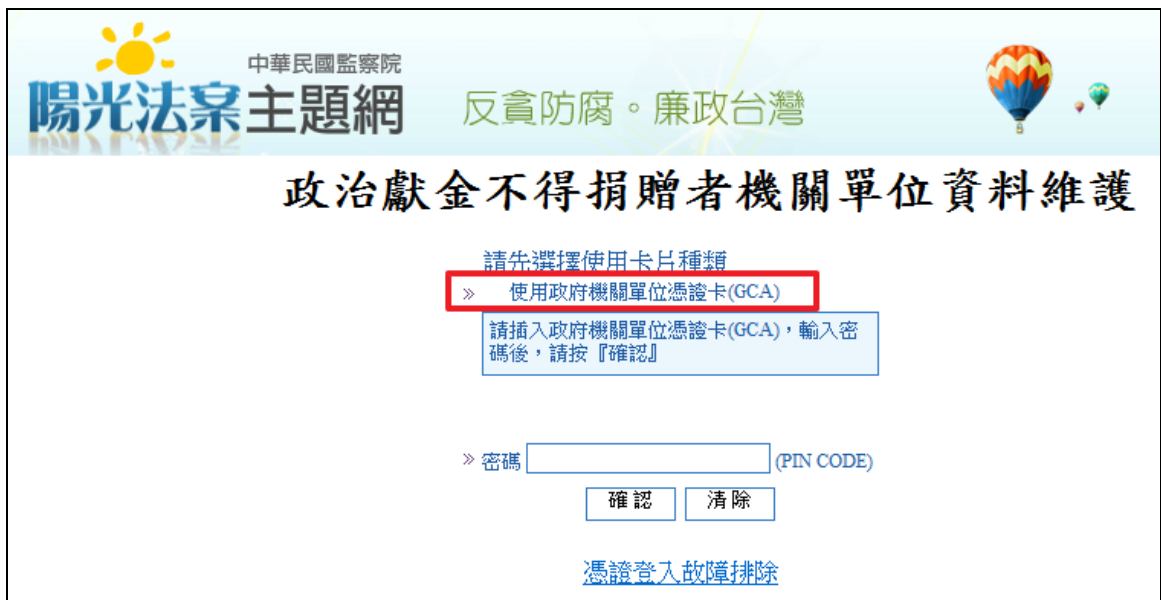 中華民國監察院
陽光法案主題網
反貪防腐。廉政台灣
政治獻金不得捐贈者機關單位資料維護
請先選擇使用卡片種類
» 使用政府機關單位憑證卡(GCA)
請插入政府機關單位憑證卡(GCA)，輸入密
碼後，請按『確認』
» 密碼 (PIN CODE)
確認 清除
憑證登入故障排除